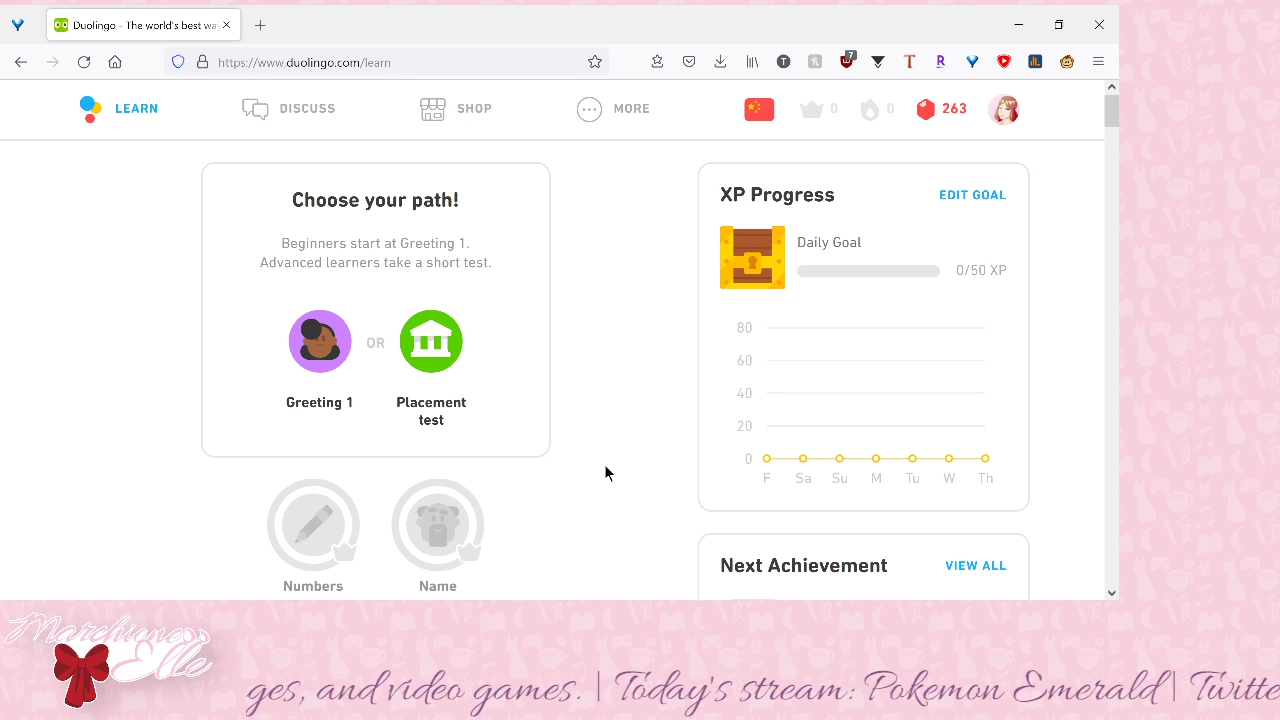 Duolingo - The world's best wa
https://www.duolingo.com/learn
7
LEARN
DISCUSS
SHOP
MORE
0
0
263
Choose your path!
Beginners start at Greeting 1.
Advanced learners take a short test.
Greeting 1
OR
Placement
test
Numbers
Name
XP Progress
EDIT GOAL
Daily Goal
0/50 XP
80
60
40
20
0
F Sa Su M Tu W Th
Next Achievement
VIEW ALL
Marchioness
Elle
ges, and video games. | Today's stream: Pokemon Emerald | Twitte